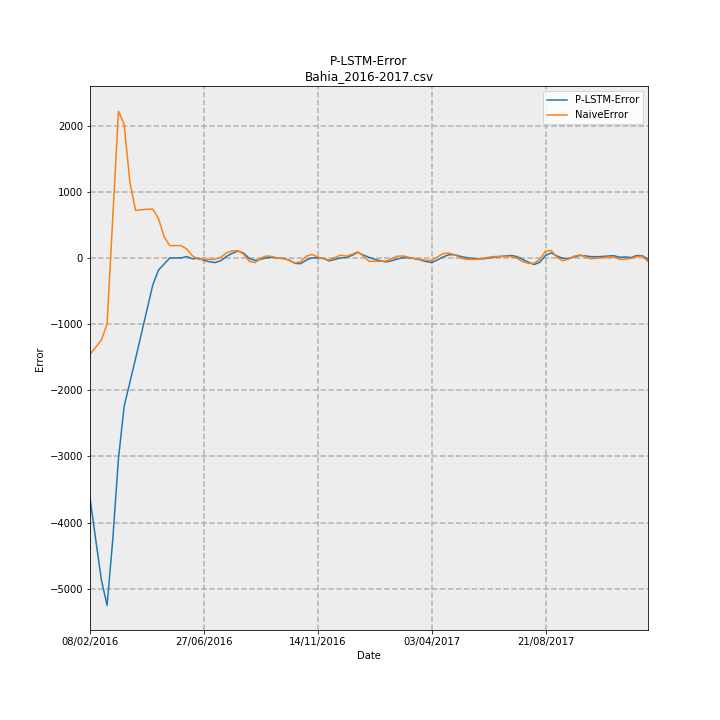 P-LSTM-Error
Bahia_2016-2017.csv
P-LSTM-Error
NaiveError
2000
1000
0
−1000
−2000
−3000
−4000
−5000
Error
08/02/2016 27/06/2016 14/11/2016 03/04/2017 21/08/2017
Date